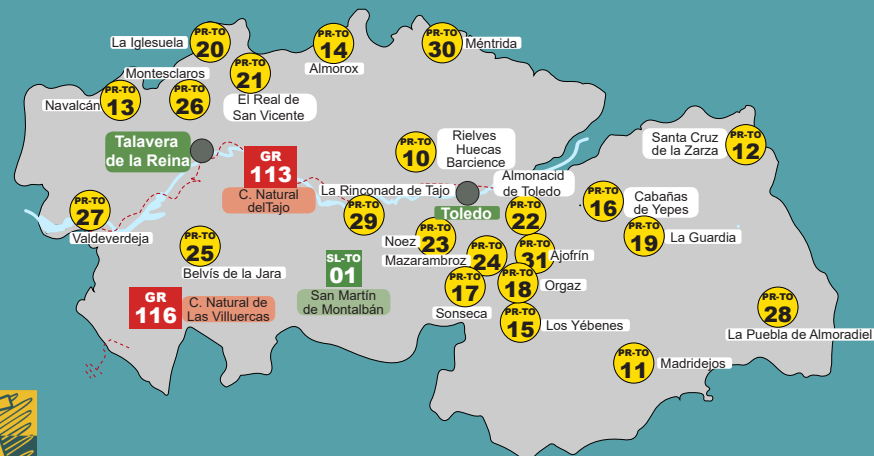 La Iglesuela
PR-TO
20
PR-TO
14
Almorox
PR-TO
30
Méntrida
Montesclaros
PR-TO
26
PR-TO
21
El Real de
San Vicente
Navalcán
PR-TO
13
Talavera
de la Reina
GR
113
C. Natural
delTajo
PR-TO
10
Rielves
Huecas
Barcience
Santa Cruz
de la Zarza
PR-TO
12
La Rinconada de Tajo
PR-TO
29
Toledo
Almonacid
de Toledo
PR-TO
22
PR-TO
16
Cabañas
de Yepes
PR-TO
27
Valdeverdeja
PR-TO
25
Belvís de la Jara
Noez
PR-TO
23
Mazarambroz
PR-TO
24
PR-TO
31
Ajofrín
PR-TO
19
La Guardia
SL-TO
01
San Martín
de Montalbán
PR-TO
17
Sonseca
PR-TO
18
Orgaz
GR
116
C. Natural de
Las Villuercas
PR-TO
15
Los Yébenes
PR-TO
28
La Puebla de Almoradiel
PR-TO
11
Madridejos